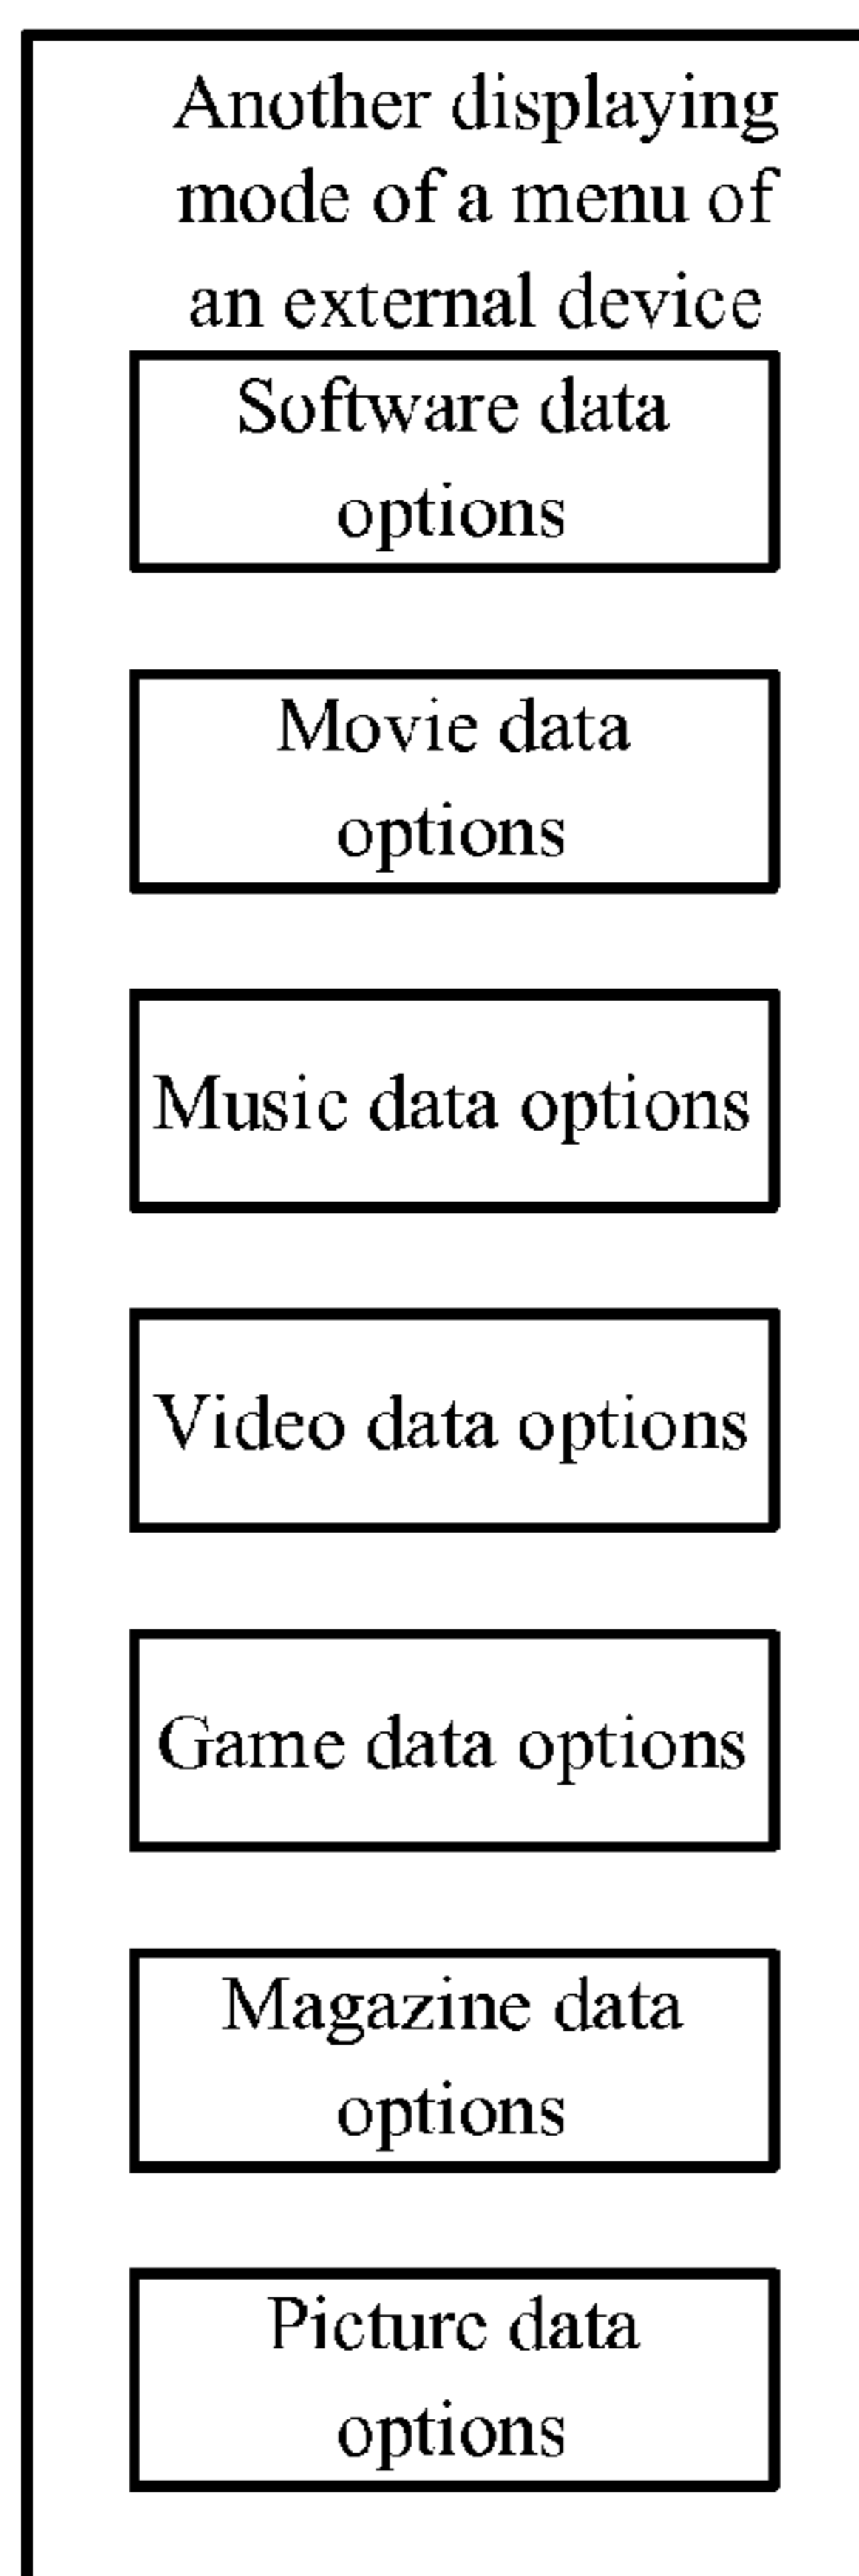 Another displaying
mode of a menu of
an external device
Software data
options
Movie data
options
Music data options
Video data options
Game data options
Magazine data
options
Picture data
options